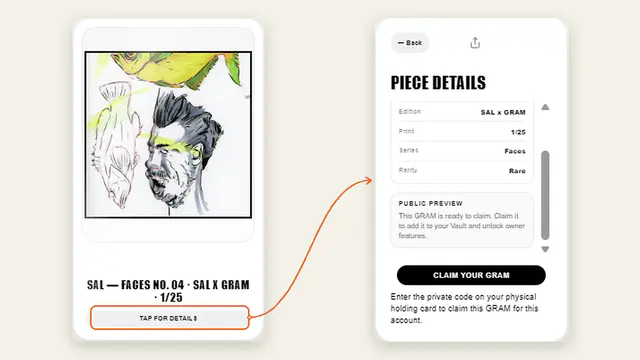 SAL — FACES NO. 04 · SAL X GRAM
· 1/25
TAP FOR DETAILS
Back
PIECE DETAILS
Edition SAL x GRAM
Print 1/25
Series Faces
Rarity Rare
PUBLIC PREVIEW
This GRAM is ready to claim. Claim it
to add it to your Vault and unlock owner
features.
CLAIM YOUR GRAM
Enter the private code on your physical
holding card to claim this GRAM for this
account.